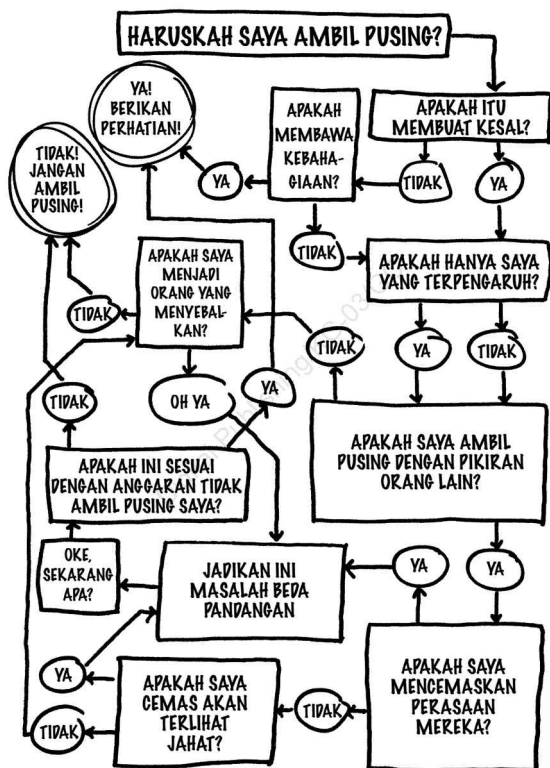 HARUSKAH SAYA AMBIL PUSING?
YA!
BERIKAN
PERHATIAN!
APAKAH
MEMBAWA
KEBAHA-
GIAAN?
APAKAH ITU
MEMBUAT KESAL?
TIDAK!
JANGAN
AMBIL
PUSING!
YA
TIDAK
YA
TIDAK
APAKAH SAYA
MENJADI
ORANG YANG
MENYEBAL-
KAN?
APAKAH HANYA SAYA
YANG TERPENGARUH?
TIDAK
TIDAK
YA
TIDAK
TIDAK
OH YA
YA
APAKAH SAYA AMBIL
PUSING DENGAN PIKIRAN
ORANG LAIN?
APAKAH INI SESUAI
DENGAN ANGGARAN TIDAK
AMBIL PUSING SAYA?
OKE,
SEKARANG
APA?
JADIKAN INI
MASALAH BEDA
PANDANGAN
YA
YA
YA
APAKAH SAYA
CEMAS AKAN
TERLIHAT
JAHAT?
TIDAK
APAKAH SAYA
MENCEMASKAN
PERASAAN
MEREKA?
TIDAK